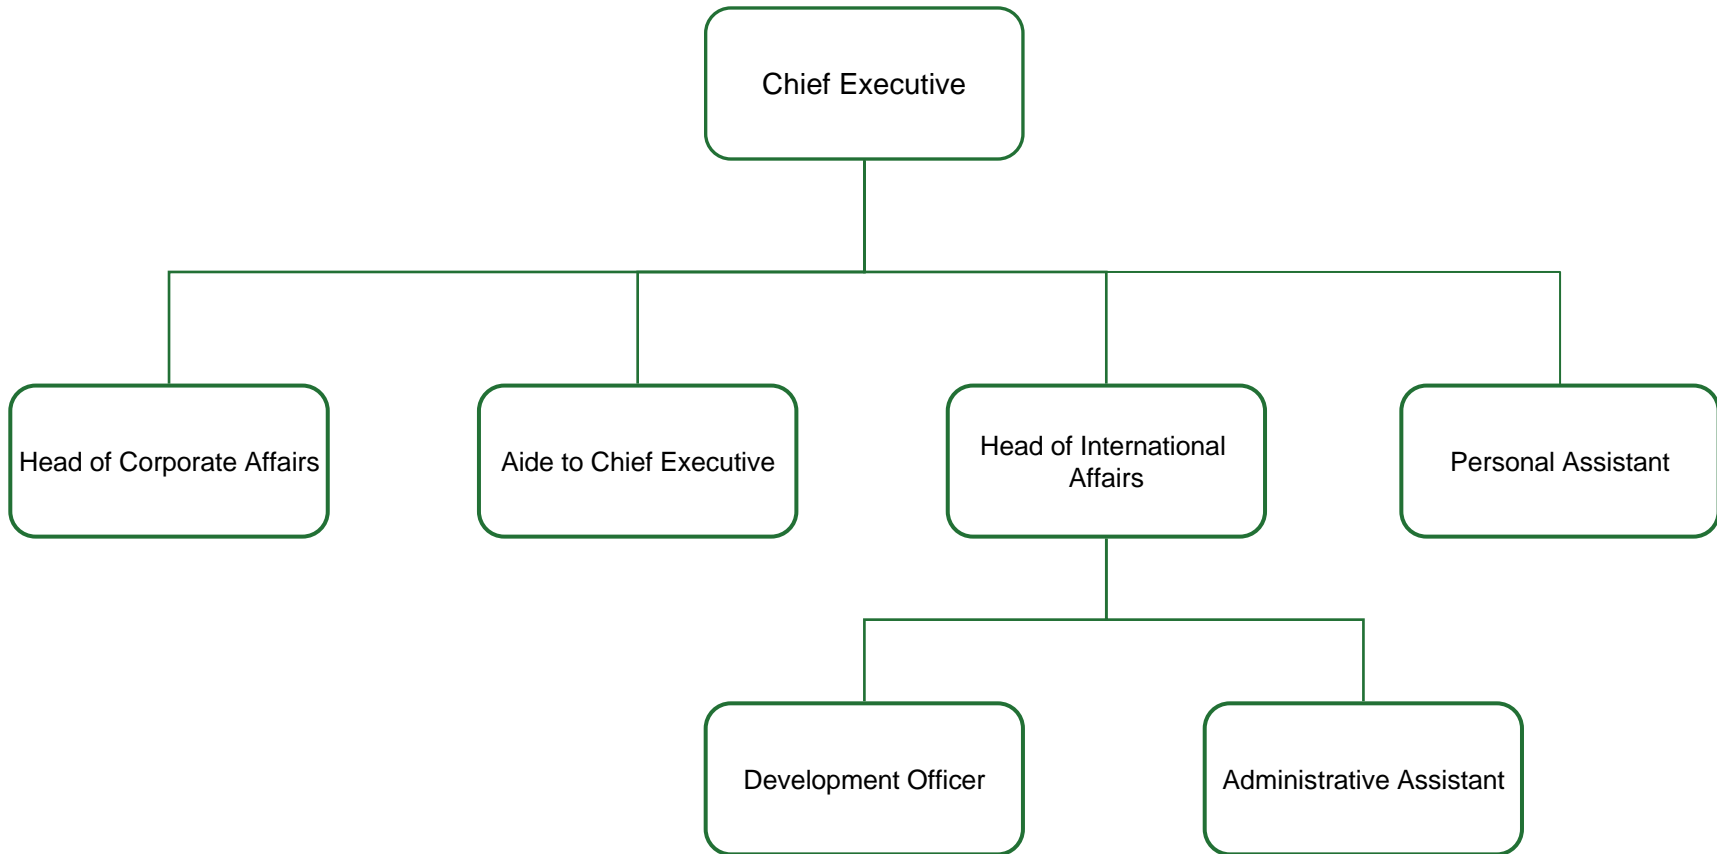 Chief Executive
Head of Corporate Affairs
Aide to Chief Executive
Head of International
Affairs
Personal Assistant
Development Officer
Administrative Assistant